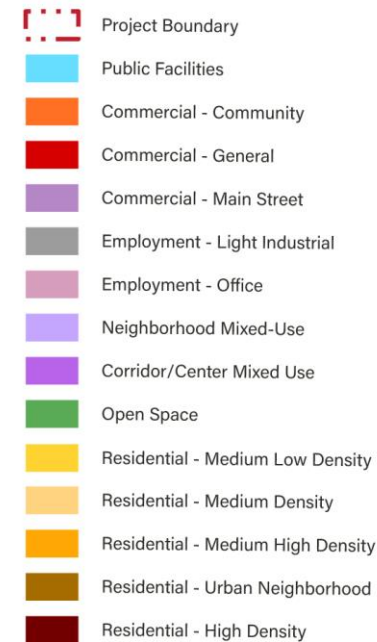 Project Boundary
Public Facilities
Commercial - Community
Commercial - General
Commercial - Main Street
Employment - Light Industrial
Employment - Office
Neighborhood Mixed-Use
Corridor/Center Mixed Use
Open Space
Residential - Medium Low Density
Residential - Medium Density
Residential - Medium High Density
Residential - Urban Neighborhood
Residential - High Density